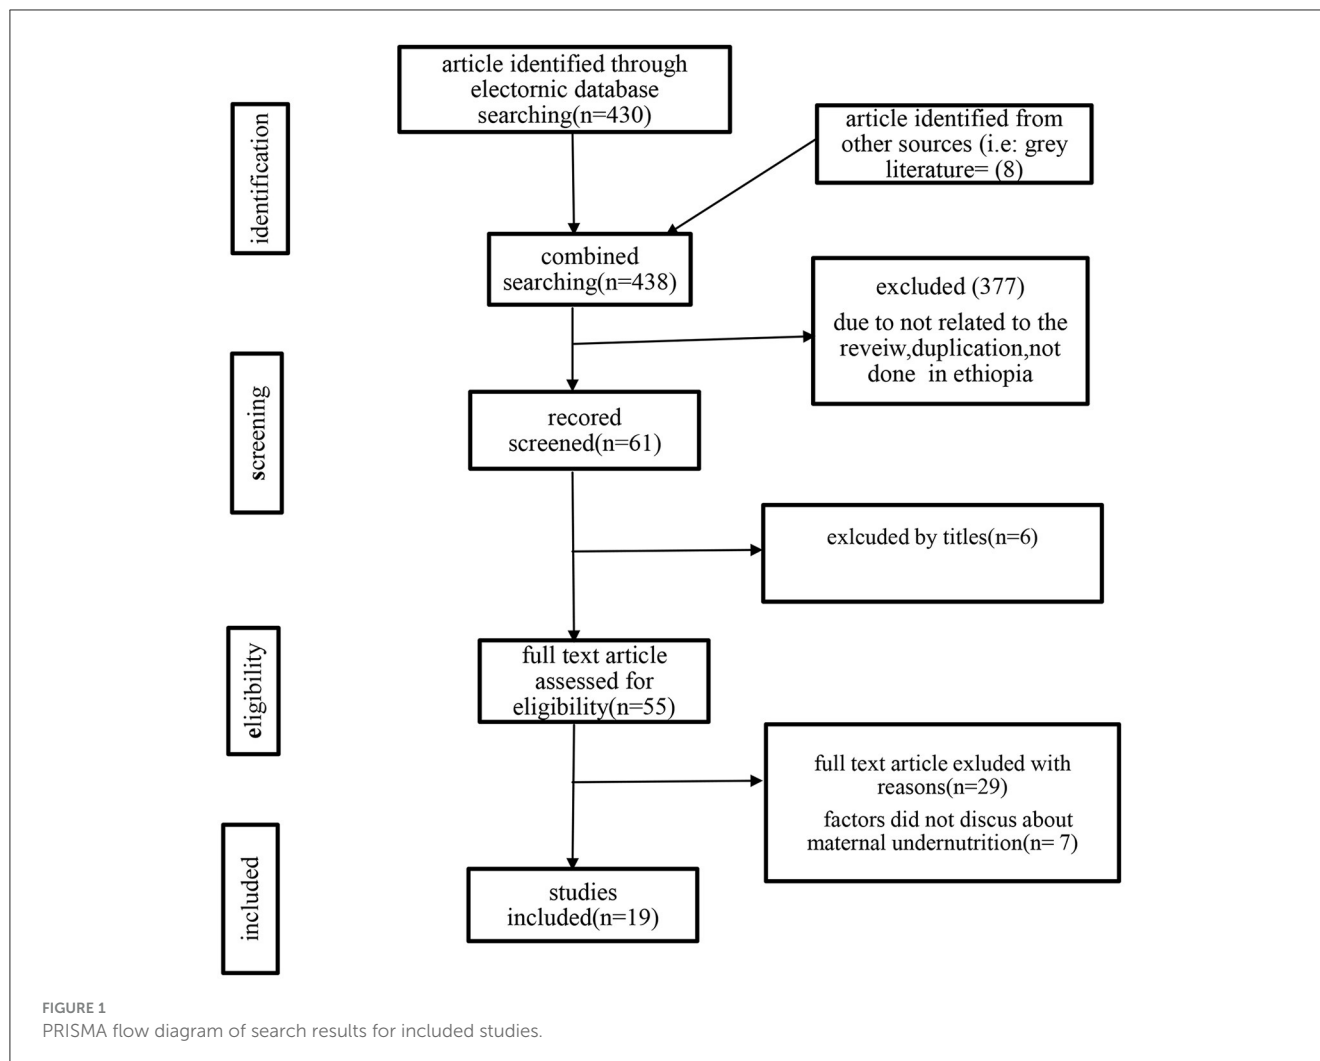 article identified through
electornic database
searching(n=430)
identification
article identified from
other sources (i.e: grey
literature= (8)
combined
searching(n=438)
excluded (377)
due to not related to the
reveiw,duplication,not
done in ethiopia
screening
recored
screened(n=61)
exlcuded by titles(n=6)
eligibility
full text article
assessed for
eligibility(n=55)
full text article exluded with
reasons(n=29)
factors did not discus about
maternal undernutrition(n= 7)
included
studies
included(n=19)
FIGURE 1
PRISMA flow diagram of search results for included studies.